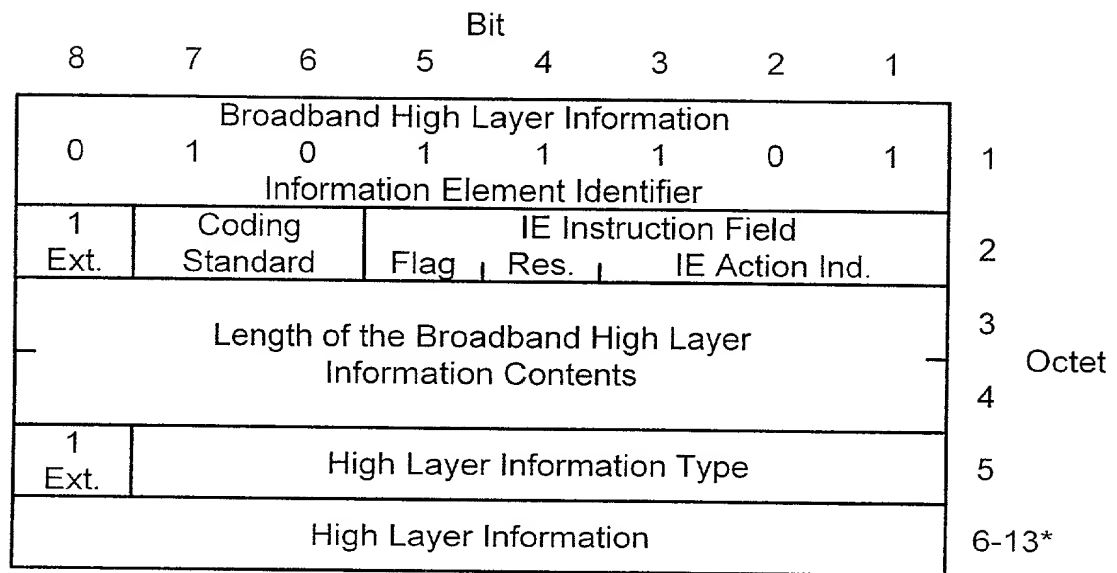 Bit
8 7 6 5 4 3 2 1
Broadband High Layer Information
0 1 0 1 1 1 0 1 1
Information Element Identifier
1 Coding IE Instruction Field
Ext. Standard Flag Res. IE Action Ind. 2
3
Length of the Broadband High Layer
Information Contents Octet
4
1
Ext. High Layer Information Type 5
High Layer Information 6-13*